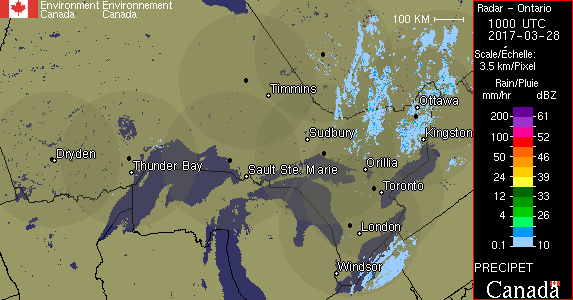 Environment Environnement
Canada Canada
100 KM
Timmins
Ottawa
Sudbury
Kingston
Dryden
Thunder Bay
Sault Ste. Marie
Orillia
Toronto
London
Windsor
Radar - Ontario
1000 UTC
2017-03-28
Scale/Échelle:
3.5 km/Pixel
Rain/Pluie
mm/hr dBZ
200 61
100 52
50 46
24 39
12 33
4 26
0.1 10
PRECIPET
Canada